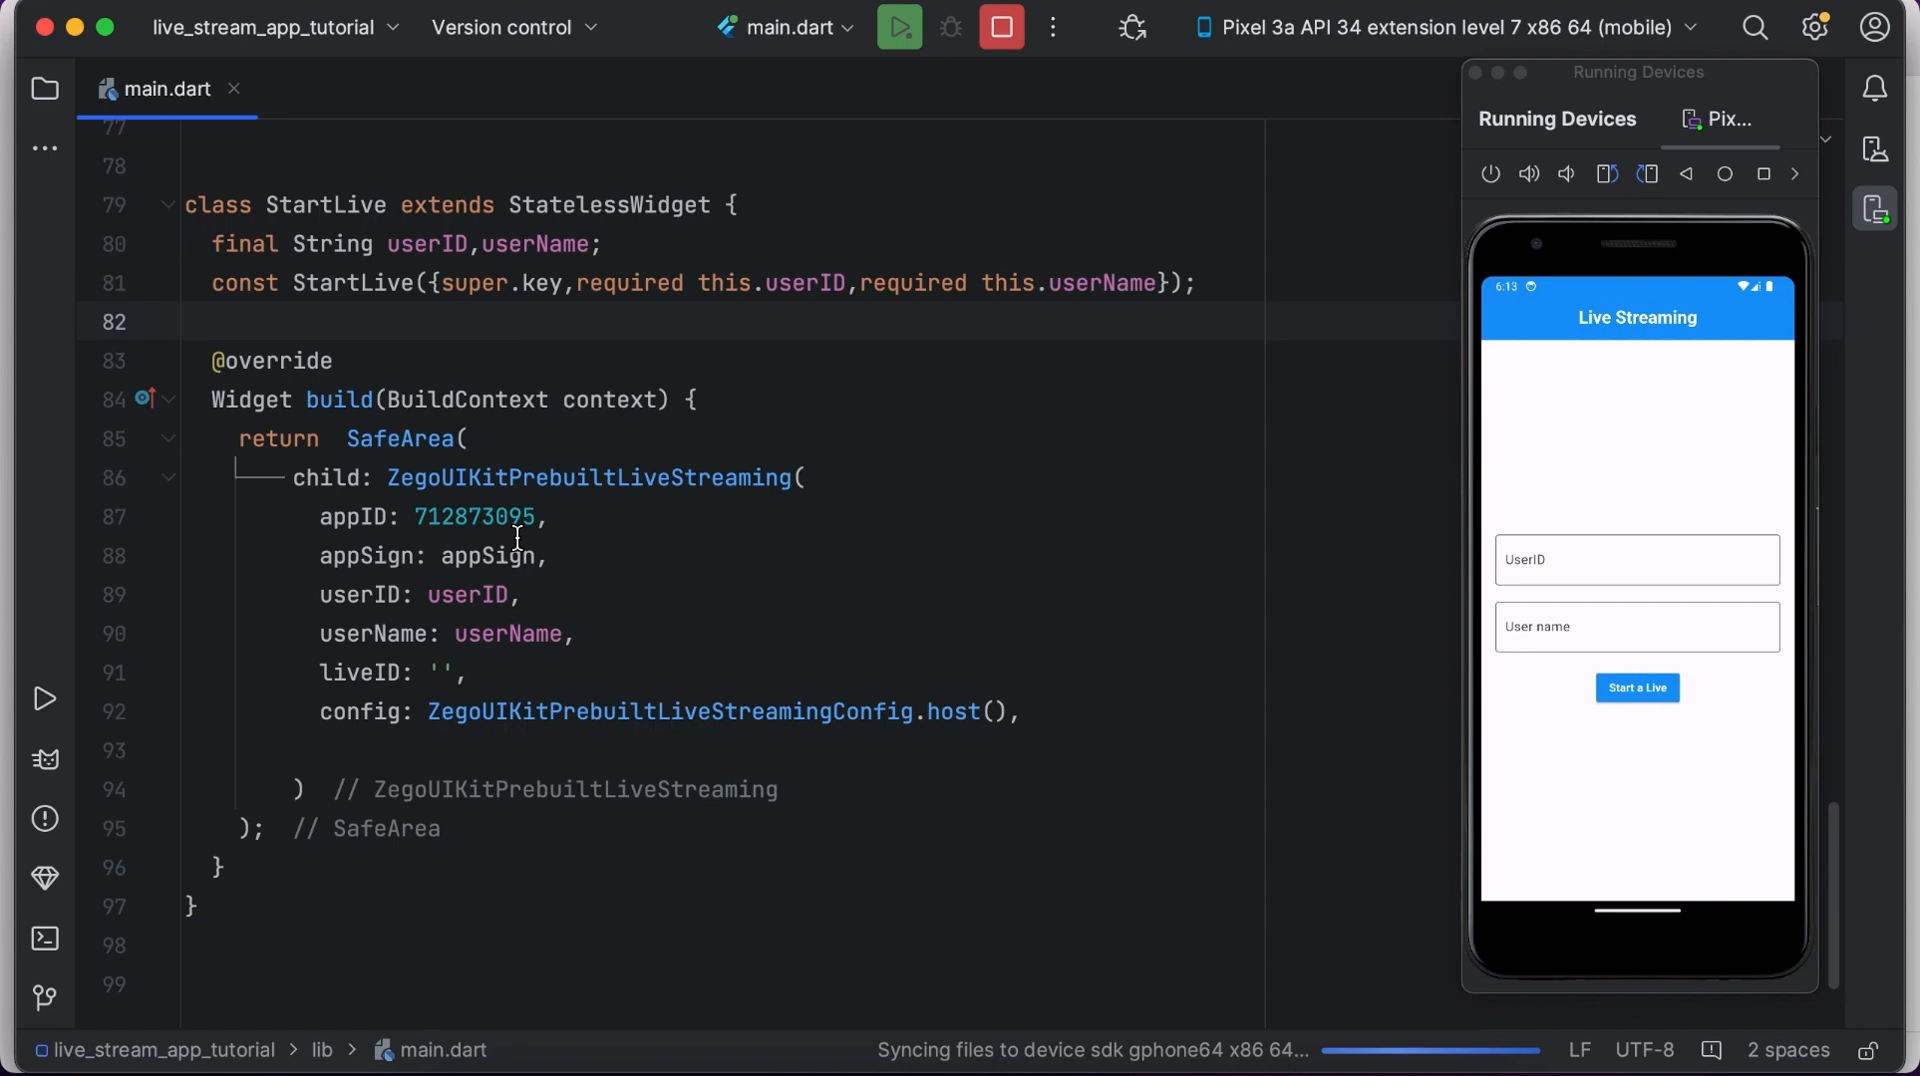 live_stream_app_tutorial
Version control
main.dart
Pixel 3a API 34 extension level 7 x86 64 (mobile)
main.dart
77
78
79 class StartLive extends StatelessWidget {
80 final String userID,userName;
81 const StartLive({super.key,required this.userID,required this.userName});
82
83 @override
84 Widget build(BuildContext context) {
85 return  SafeArea(
86 child: ZegoUIKitPrebuiltLiveStreaming(
87 appID: 712873095,
88 appSign: appSign,
89 userID: userID,
90 userName: userName,
91 liveID: '',
92 config: ZegoUIKitPrebuiltLiveStreamingConfig.host(),
93
94 ) // ZegoUIKitPrebuiltLiveStreaming
95 ); // SafeArea
96 }
97 }
98
99
Running Devices
Running Devices
Pix...
6:13
Live Streaming
UserID
User name
Start a Live
live_stream_app_tutorial > lib > main.dart
Syncing files to device sdk gphone64 x86 64...
LF
UTF-8
2 spaces